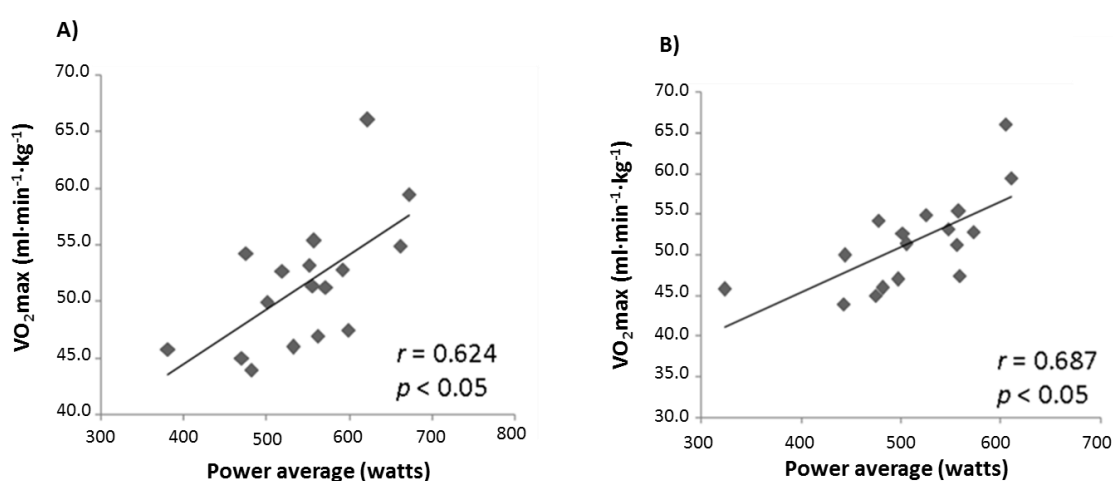 A)
70.0
65.0
60.0
55.0
50.0
45.0
40.0
VO₂max (ml·min⁻¹·kg⁻¹)
r = 0.624
p < 0.05
300 400 500 600 700 800
Power average (watts)
B)
70.0
65.0
60.0
55.0
50.0
45.0
40.0
35.0
30.0
VO₂max (ml·min⁻¹·kg⁻¹)
r = 0.687
p < 0.05
300 400 500 600 700
Power average (watts)